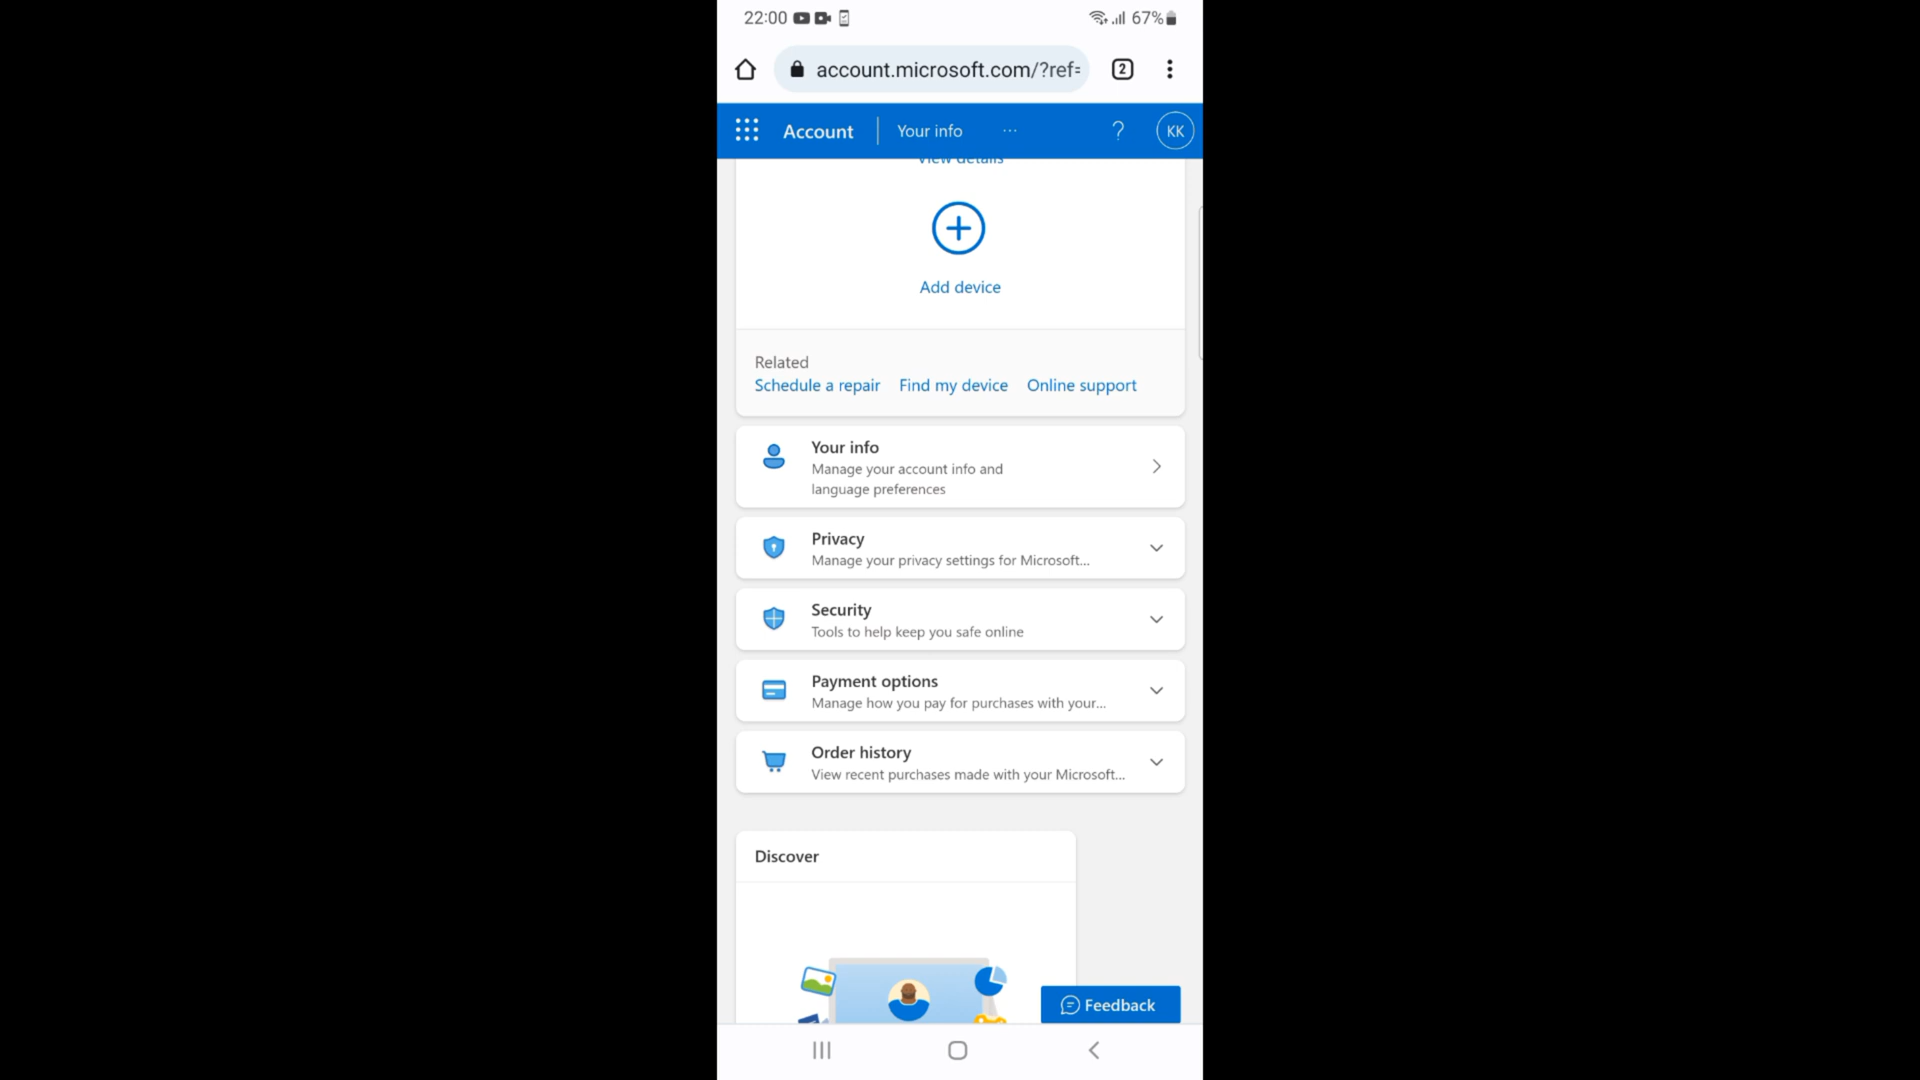 22:00 67%
account.microsoft.com/?ref= 2
Account Your info ... ? KK
View details
Add device
Related
Schedule a repair Find my device Online support
Your info
Manage your account info and
language preferences
Privacy
Manage your privacy settings for Microsoft...
Security
Tools to help keep you safe online
Payment options
Manage how you pay for purchases with your...
Order history
View recent purchases made with your Microsoft...
Discover
Feedback